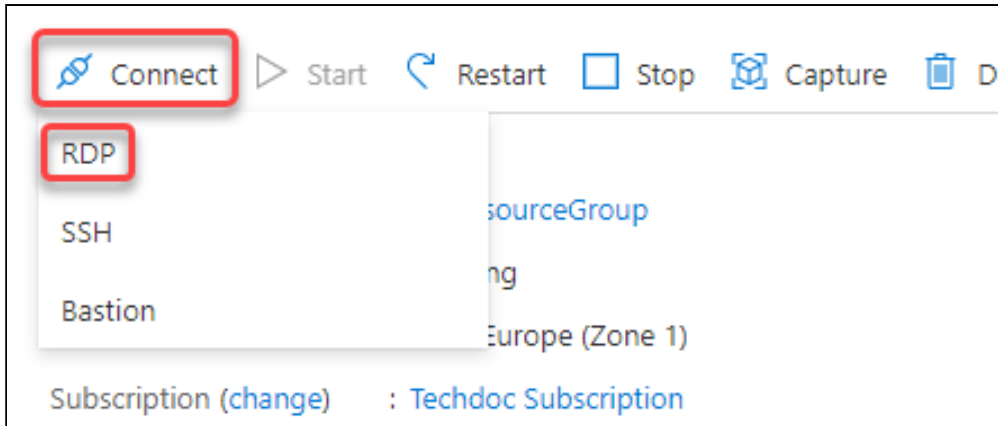 Connect Start Restart Stop Capture D
RDP
sourceGroup
SSH
ng
Bastion
Europe (Zone 1)
Subscription (change) : Techdoc Subscription